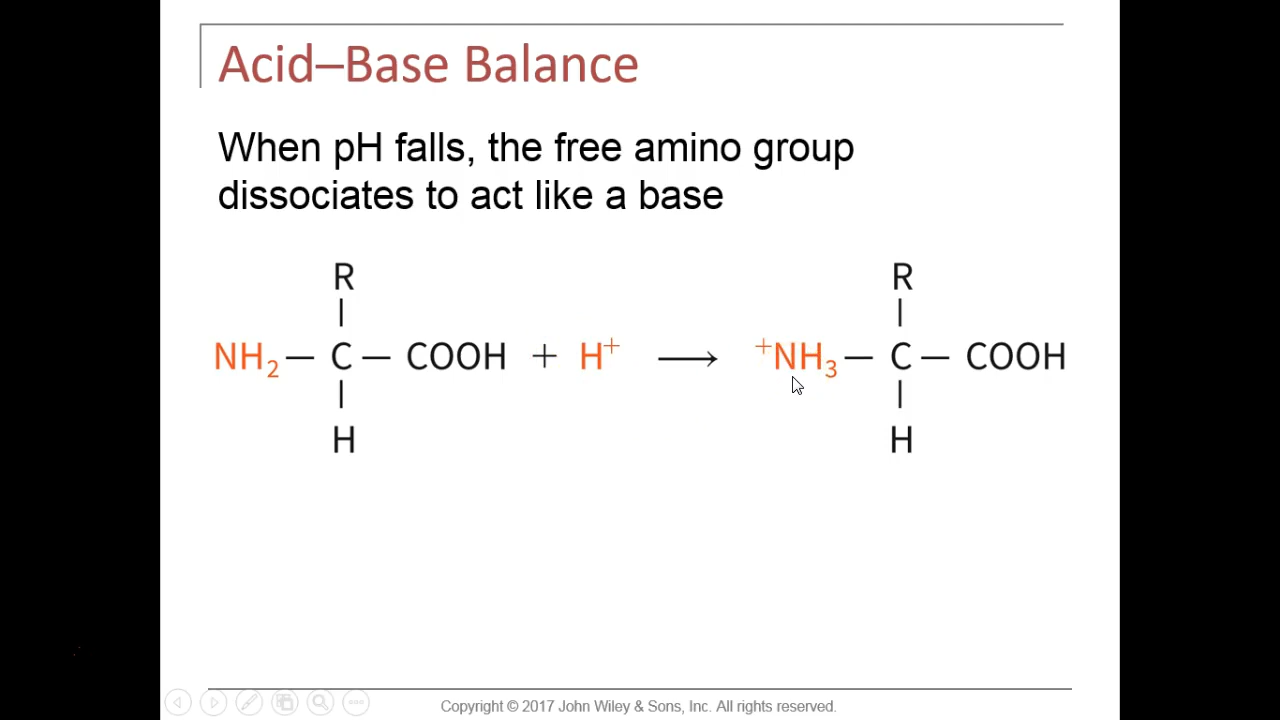 Acid–Base Balance
When pH falls, the free amino group
dissociates to act like a base
R R
| |
NH₂ — C — COOH + H⁺ ⟶ ⁺NH₃ — C — COOH
| |
H H
Copyright © 2017 John Wiley & Sons, Inc. All rights reserved.